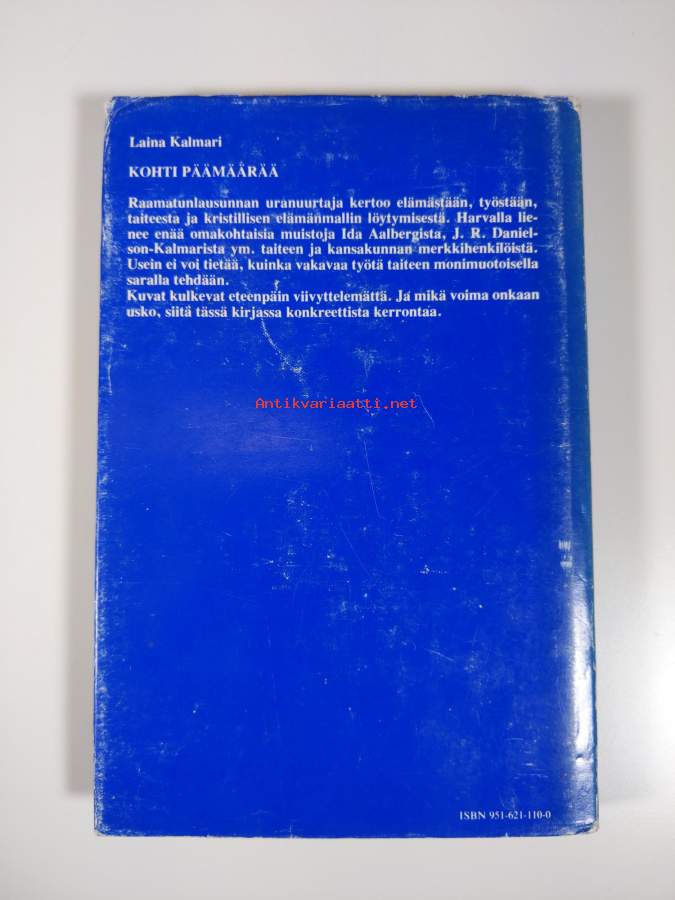 Laina Kalmari
KOHTI PÄÄMÄÄRÄÄ
Raamatunlausunnan uranuurtaja kertoo elämästään, työstään,
taiteesta ja kristillisen elämänmallin löytymisestä. Harvalla lie-
nee enää omakohtaisia muistoja Ida Aalbergista, J. R. Daniel-
son-Kalmarista ym. taiteen ja kansakunnan merkkihenkilöistä.
Usein ei voi tietää, kuinka vakavaa työtä taiteen monimuotoisella
saralla tehdään.
Kuvat kulkevat eteenpäin viivyttelemättä. Ja mikä voima onkaan
usko, siitä tässä kirjassa konkreettista kerrontaa.
Antikvariaatti.net
ISBN 951-621-110-0